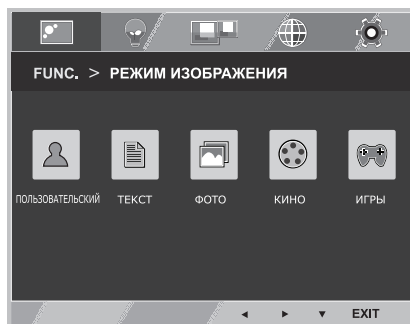 FUNC. > РЕЖИМ ИЗОБРАЖЕНИЯ
ПОЛЬЗОВАТЕЛЬСКИЙ ТЕКСТ ФОТО КИНО ИГРЫ
EXIT